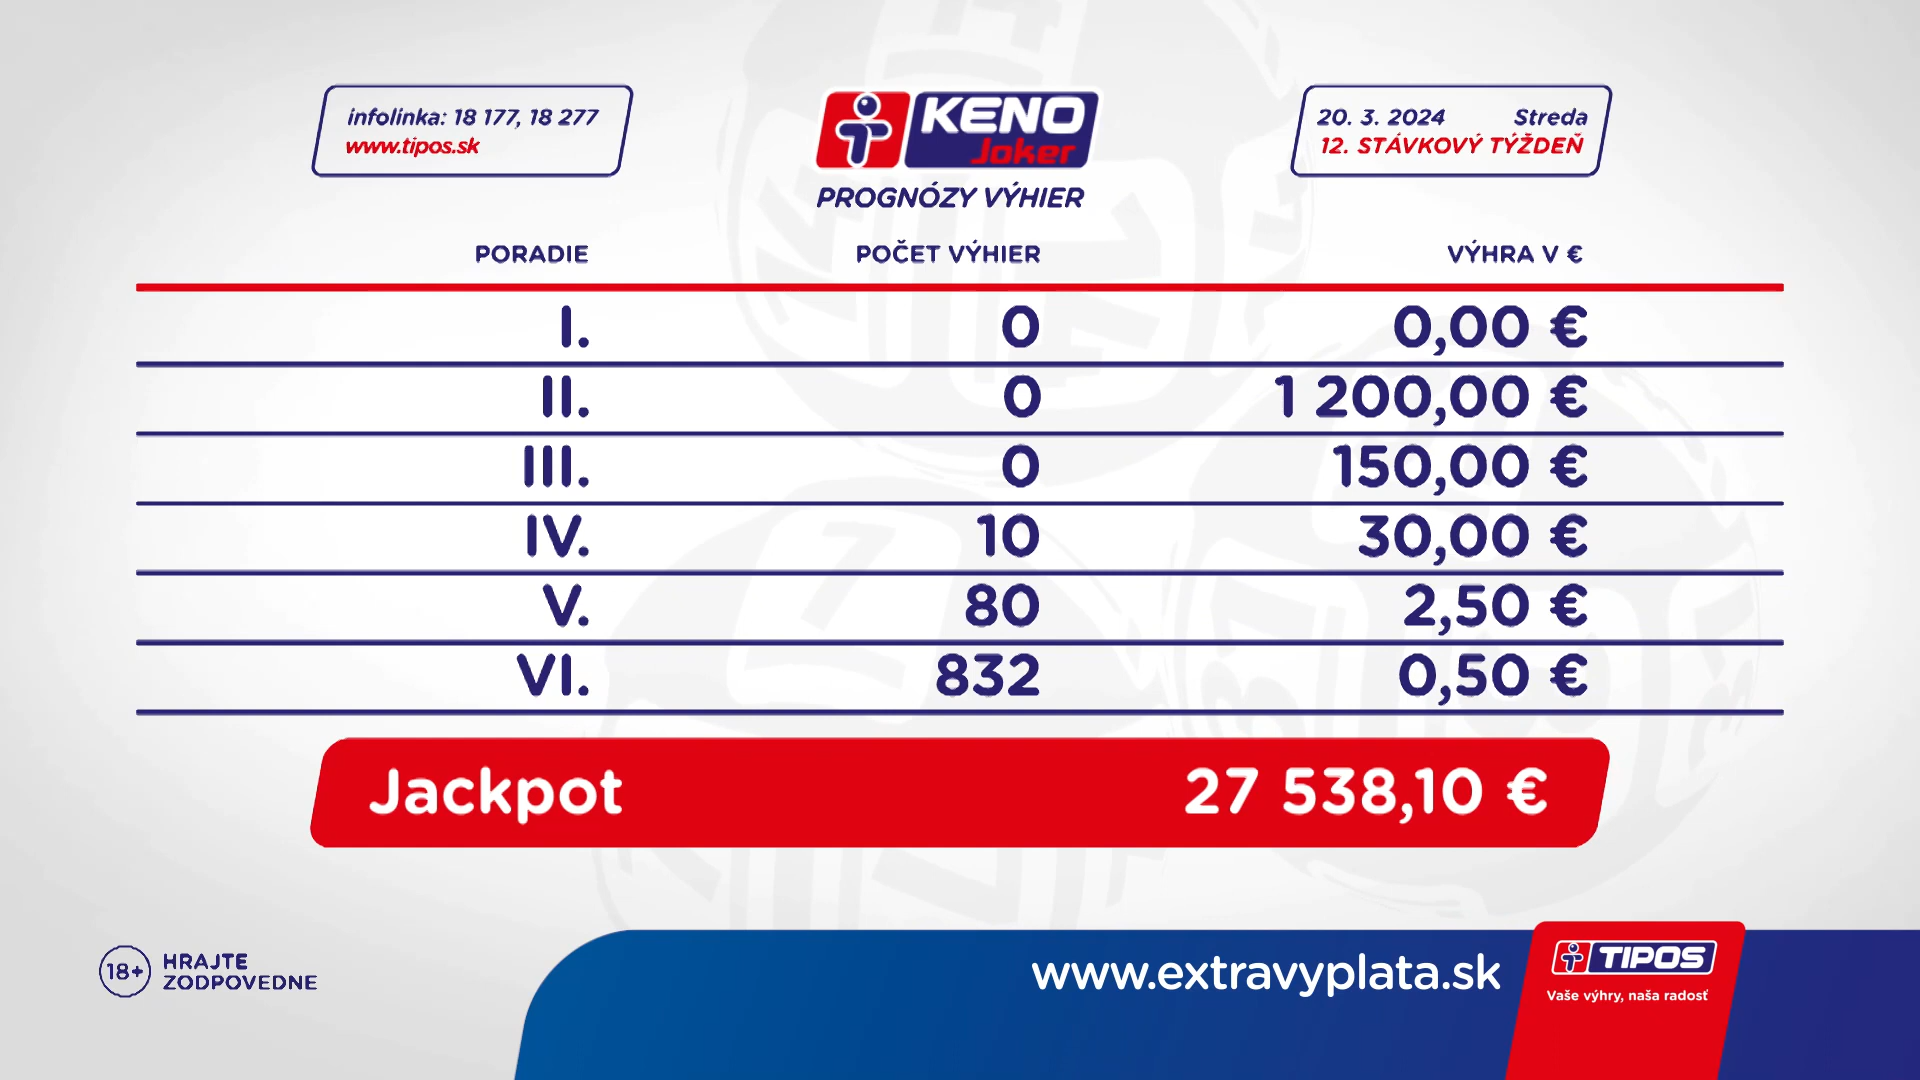 infolinka: 18 177, 18 277
www.tipos.sk
KENO
Joker
PROGNÓZY VÝHIER
20. 3. 2024 Streda
12. STÁVKOVÝ TÝŽDEŇ
PORADIE POČET VÝHIER VÝHRA V €
I. 0 0,00 €
II. 0 1 200,00 €
III. 0 150,00 €
IV. 10 30,00 €
V. 80 2,50 €
VI. 832 0,50 €
Jackpot 27 538,10 €
18+ HRAJTE
ZODPOVEDNE
www.extravyplata.sk
TIPOS
Vaše výhry, naša radosť